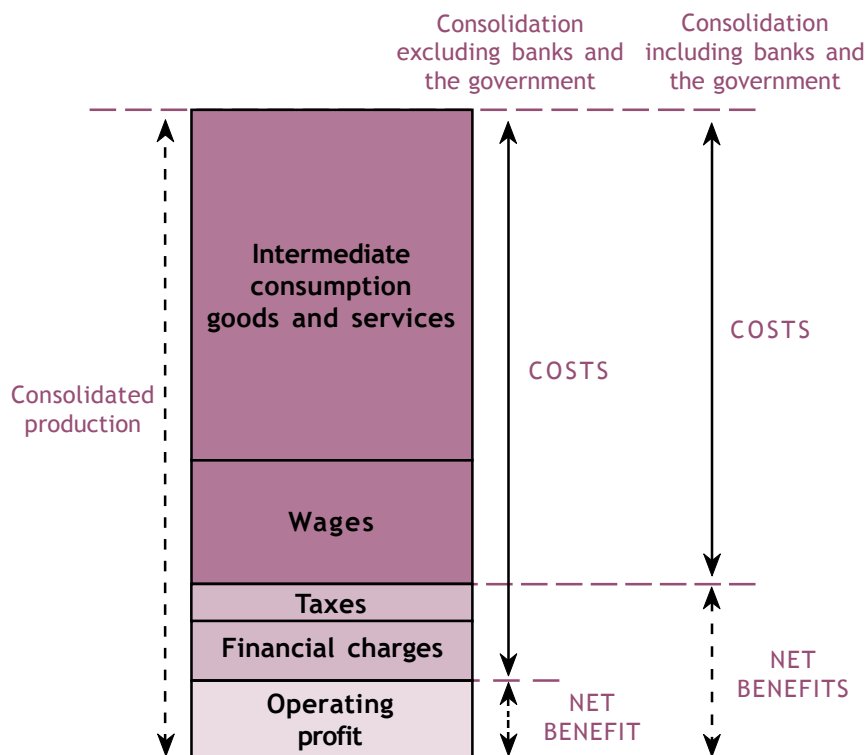 Consolidation
excluding banks and
the government
Consolidation
including banks and
the government
Intermediate
consumption
goods and services
COSTS
COSTS
Consolidated
production
Wages
Taxes
Financial charges
Operating
profit
NET
BENEFIT
NET
BENEFITS